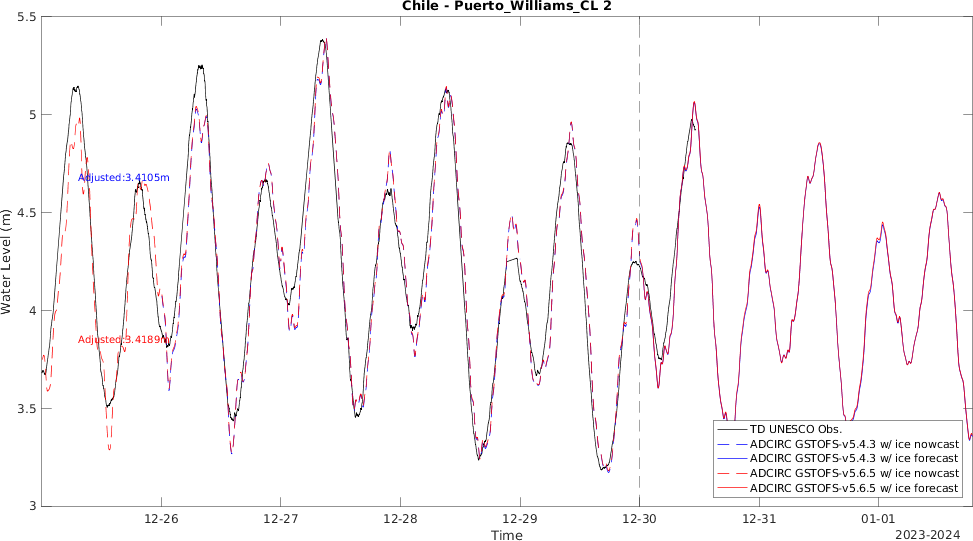 Chile - Puerto_Williams_CL 2
5.5
5
4.5
4
3.5
3
Water Level (m)
Adjusted:3.4105m
Adjusted:3.4189m
TD UNESCO Obs.
ADCIRC GSTOFS-v5.4.3 w/ ice nowcast
ADCIRC GSTOFS-v5.4.3 w/ ice forecast
ADCIRC GSTOFS-v5.6.5 w/ ice nowcast
ADCIRC GSTOFS-v5.6.5 w/ ice forecast
12-26 12-27 12-28 12-29 12-30 12-31 01-01
Time
2023-2024